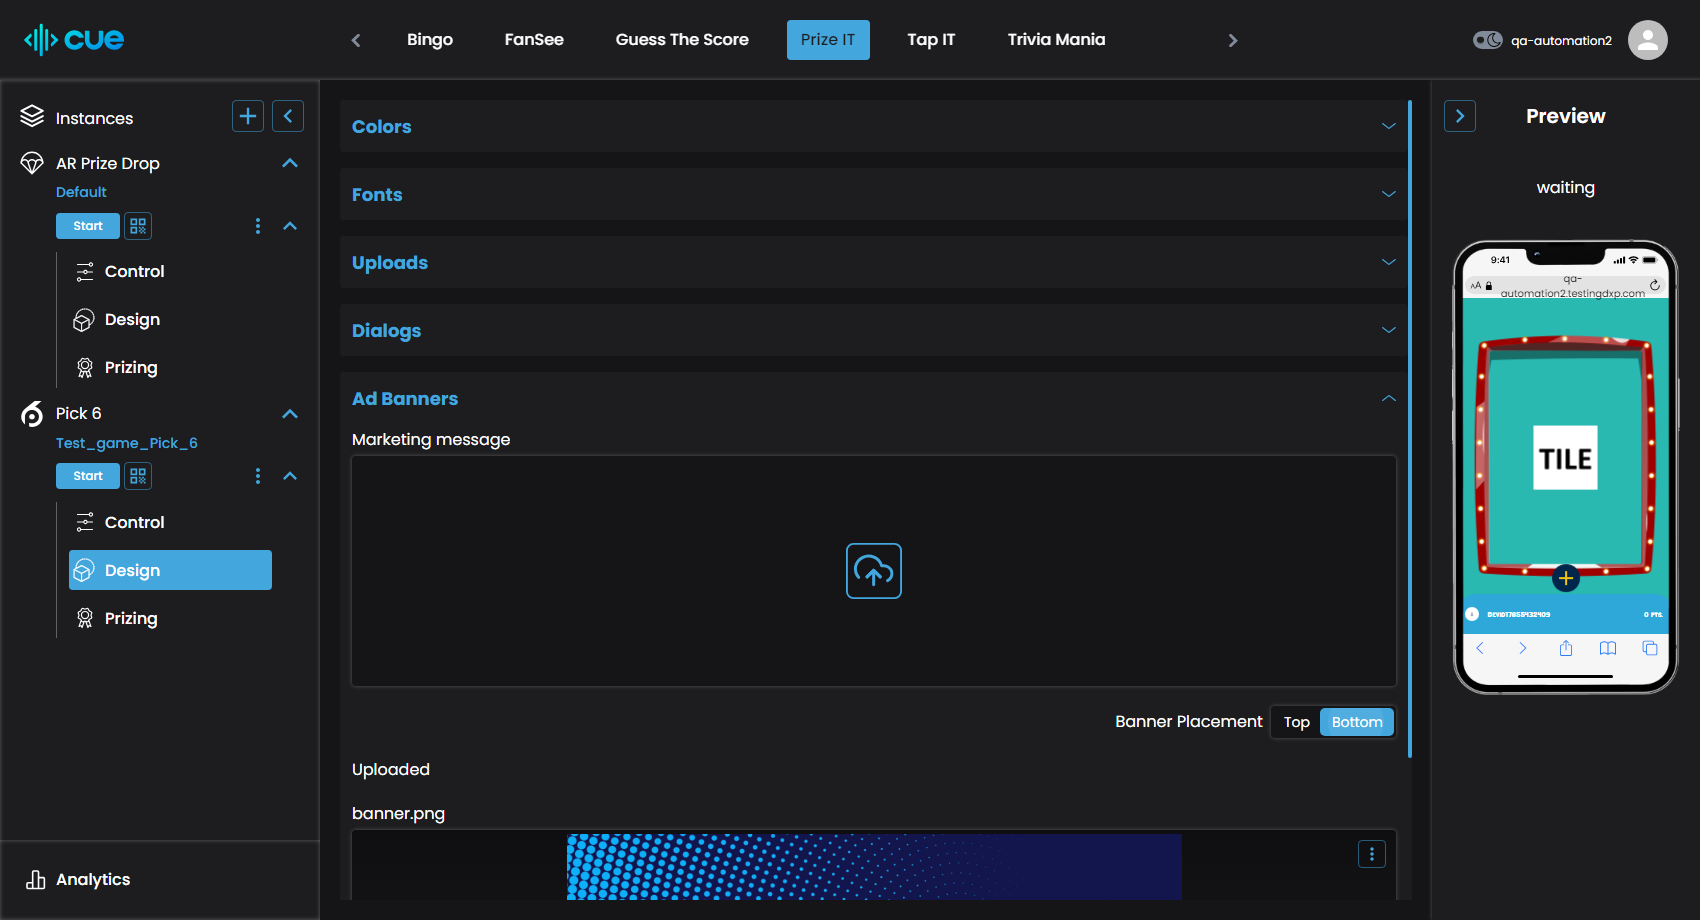 cue
Bingo
FanSee
Guess The Score
Prize IT
Tap IT
Trivia Mania
qa-automation2
Instances
AR Prize Drop
Default
Start
Control
Design
Prizing
Pick 6
Test_game_Pick_6
Start
Control
Design
Prizing
Analytics
Colors
Fonts
Uploads
Dialogs
Ad Banners
Marketing message
Banner Placement Top Bottom
Uploaded
banner.png
Preview
waiting
9:41
AA
qa-
automation2.testingdxp.com
TILE
0 PTS.